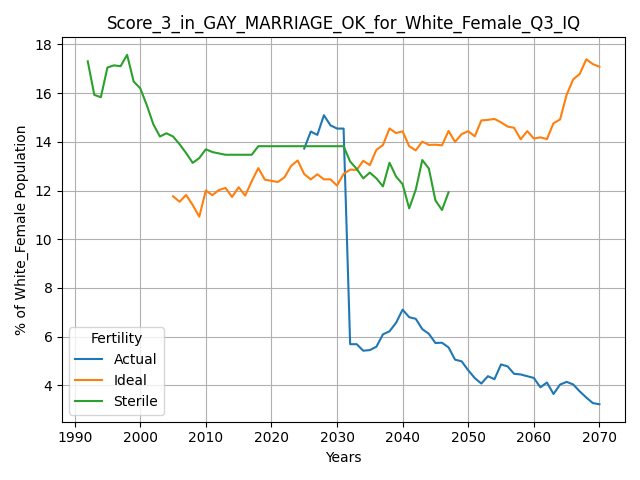 Score_3_in_GAY_MARRIAGE_OK_for_White_Female_Q3_IQ
% of White_Female Population
18
16
14
12
10
8
6
4
Fertility
Actual
Ideal
Sterile
1990 2000 2010 2020 2030 2040 2050 2060 2070
Years